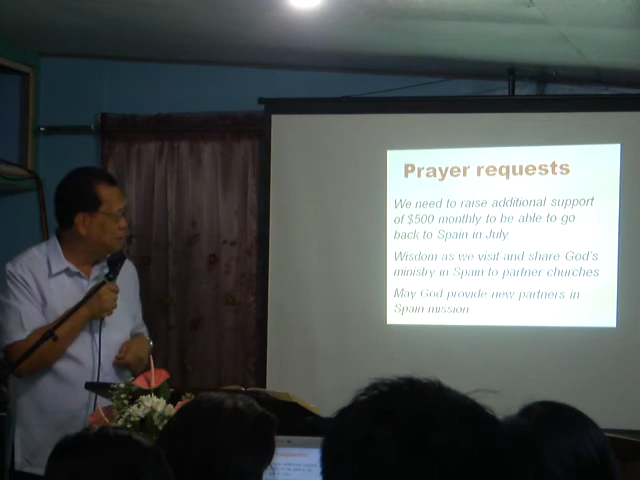 Prayer requests
We need to raise additional support
of $500 monthly to be able to go
back to Spain in July.
Wisdom as we visit and share God's
ministry in Spain to partner churches
May God provide new partners in
Spain mission